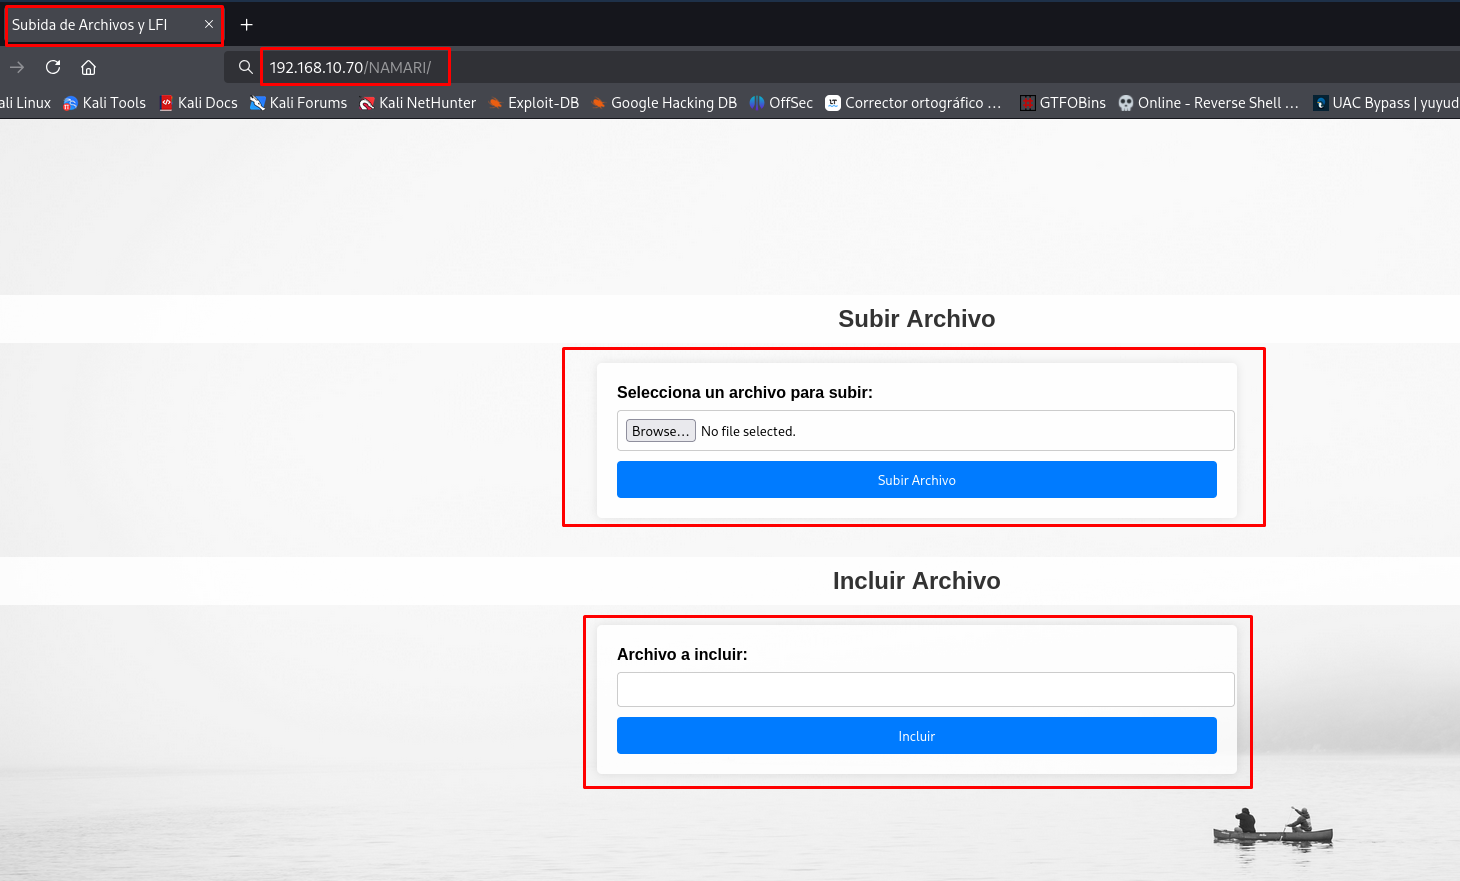 Subida de Archivos y LFI
192.168.10.70/NAMARI/
ali Linux Kali Tools Kali Docs Kali Forums Kali NetHunter Exploit-DB Google Hacking DB OffSec Corrector ortográfico ... GTFOBins Online - Reverse Shell ... UAC Bypass | yuyud
Subir Archivo
Selecciona un archivo para subir:
Browse... No file selected.
Subir Archivo
Incluir Archivo
Archivo a incluir:
Incluir